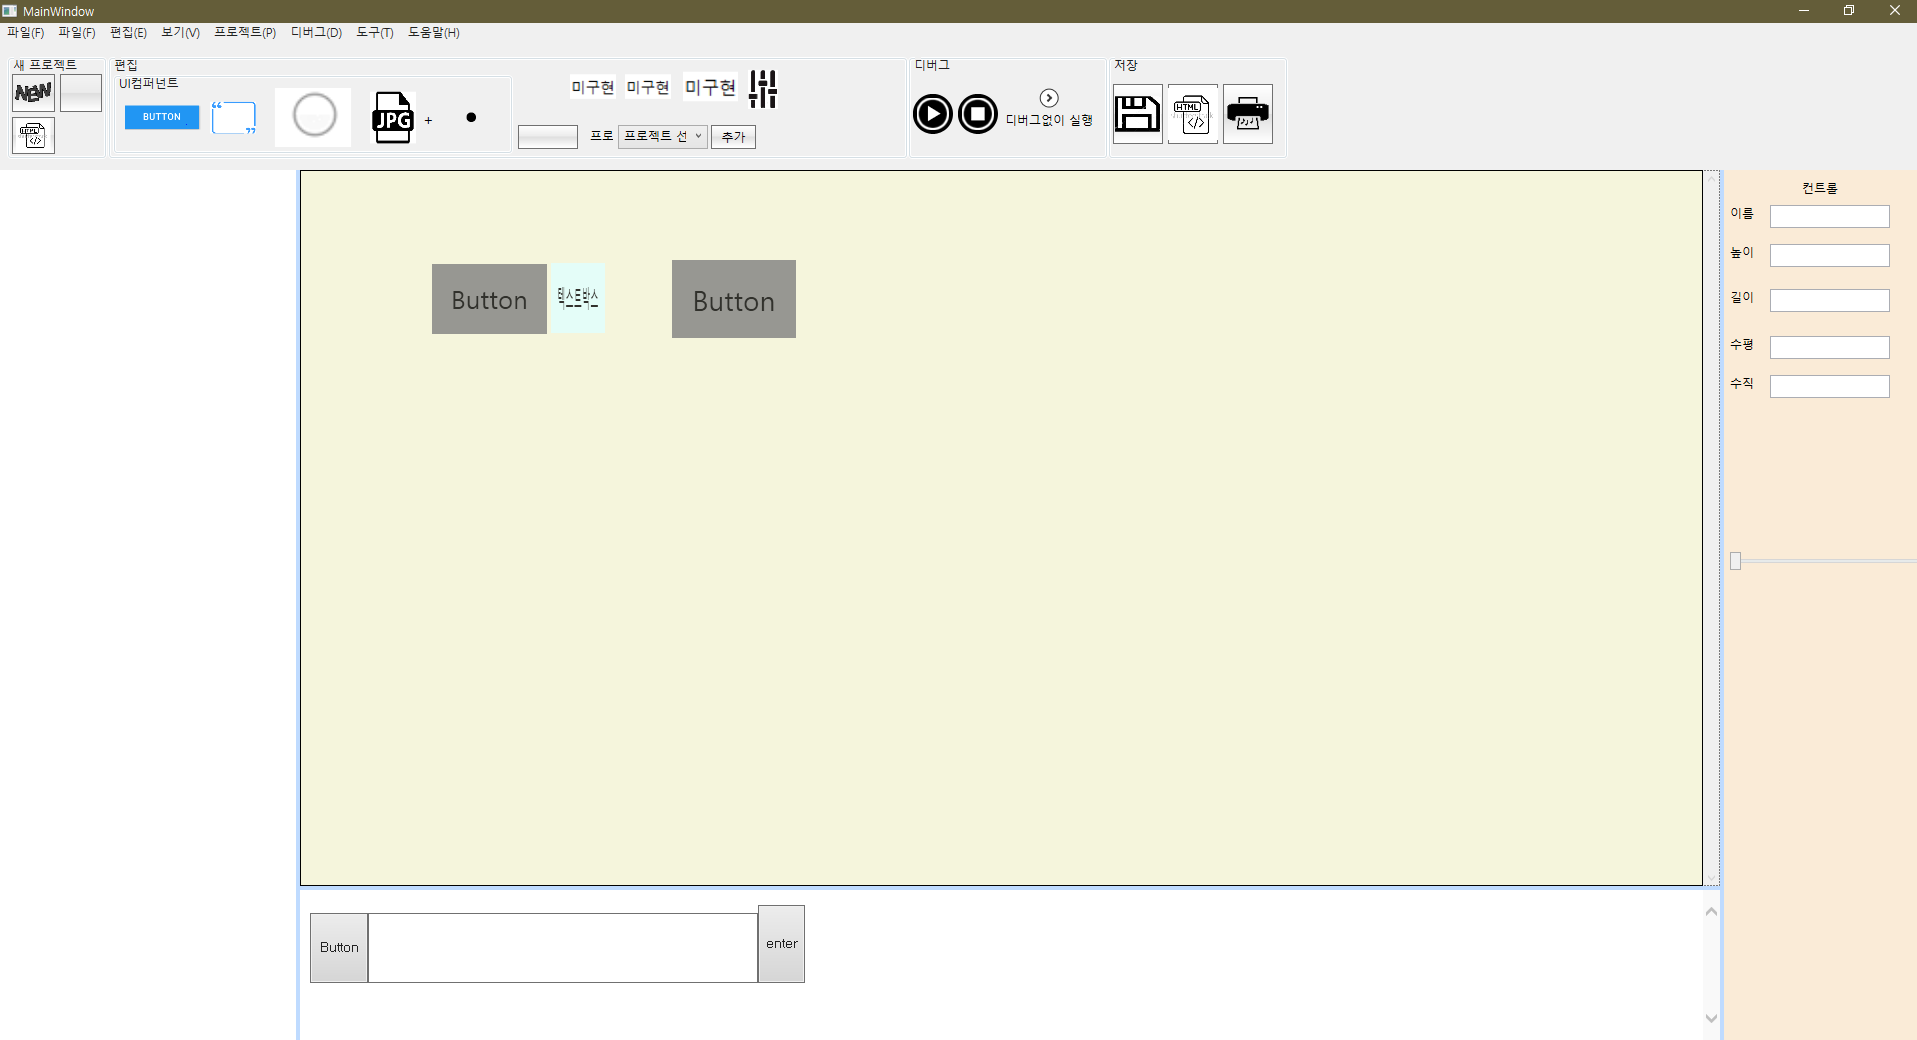 MainWindow
파일(F) 파일(F) 편집(E) 보기(V) 프로젝트(P) 디버그(D) 도구(T) 도움말(H)
새 프로젝트
NEW
HTML
편집
UI컴퍼넌트
BUTTON
JPG
+
미구현 미구현 미구현
프로 프로젝트 선 추가
디버그
디버그없이 실행
저장
HTML
Button 텍스트박스 Button
컨트롤
이름
높이
길이
수평
수직
Button enter